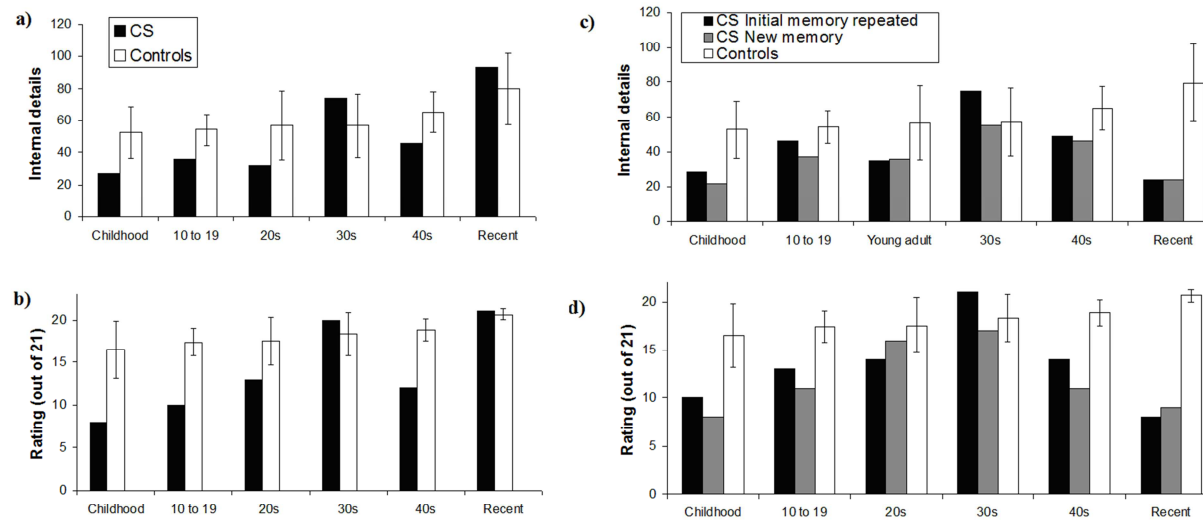 a)
CS
Controls
Internal details
120
100
80
60
40
20
0
Childhood 10 to 19 20s 30s 40s Recent
b)
Rating (out of 21)
20
15
10
5
0
Childhood 10 to 19 20s 30s 40s Recent
c)
CS Initial memory repeated
CS New memory
Controls
Internal details
120
100
80
60
40
20
0
Childhood 10 to 19 Young adult 30s 40s Recent
d)
Rating (out of 21)
20
15
10
5
0
Childhood 10 to 19 20s 30s 40s Recent